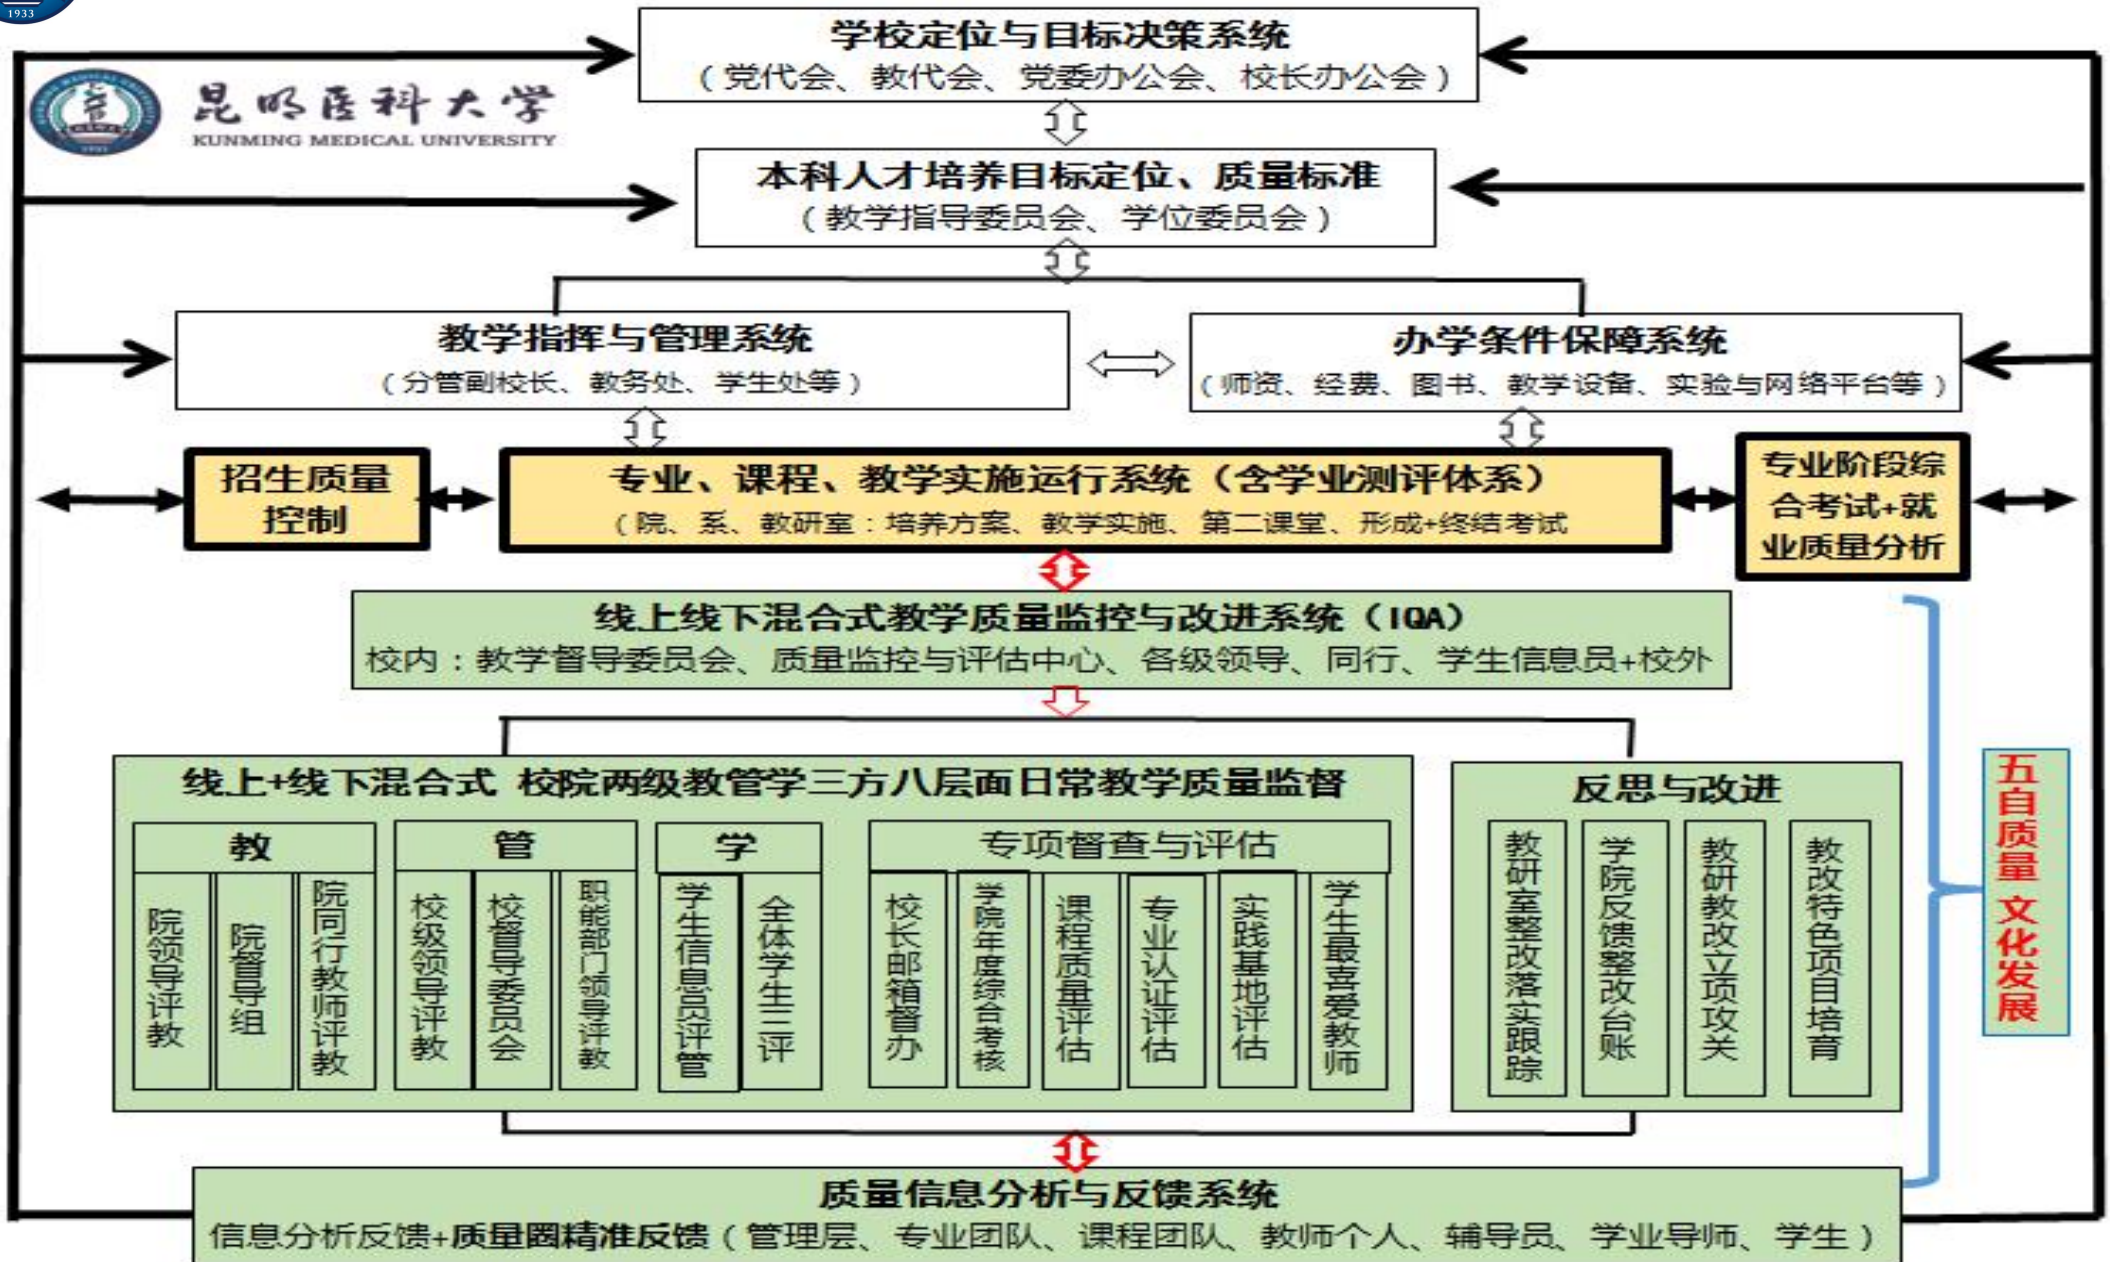 1933
学校定位与目标决策系统
（党代会、教代会、党委办公会、校长办公会）
昆明医科大学
KUNMING MEDICAL UNIVERSITY
本科人才培养目标定位、质量标准
（教学指导委员会、学位委员会）
教学指挥与管理系统
（分管副校长、教务处、学生处等）
办学条件保障系统
（师资、经费、图书、教学设备、实验与网络平台等）
招生质量
控制
专业、课程、教学实施运行系统（含学业测评体系）
（院、系、教研室：培养方案、教学实施、第二课堂、形成+终结考试
专业阶段综
合考试+就
业质量分析
线上线下混合式教学质量监控与改进系统（IQA）
校内：教学督导委员会、质量监控与评估中心、各级领导、同行、学生信息员+校外
线上+线下混合式 校院两级教管学三方八层面日常教学质量监督
教
院领导评教
院督导组
院同行教师评教
管
校级领导评教
校督导委员会
职能部门领导评教
学
学生信息员评管
全体学生三评
专项督查与评估
校长邮箱督办
学院年度综合考核
课程质量评估
专业认证评估
实践基地评估
学生最喜爱教师
反思与改进
教研室整改落实跟踪
学院反馈整改台账
教研教改立项攻关
教改特色项目培育
五自质量 文化发展
质量信息分析与反馈系统
信息分析反馈+质量圈精准反馈（管理层、专业团队、课程团队、教师个人、辅导员、学业导师、学生）